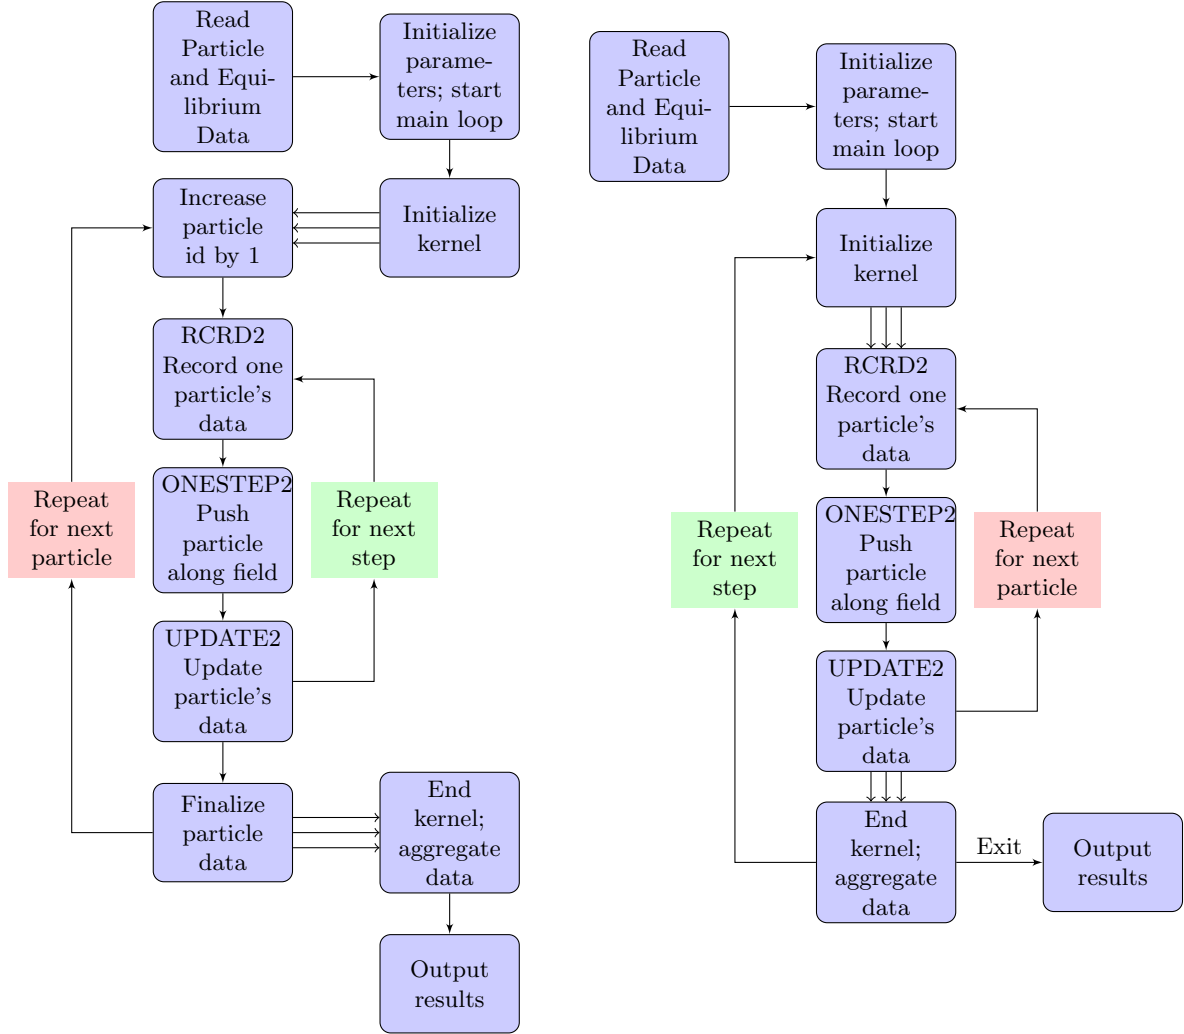 Read
Particle
and Equi-
librium
Data
Initialize
parame-
ters; start
main loop
Increase
particle
id by 1
Initialize
kernel
RCRD2
Record one
particle's
data
Repeat
for next
particle
ONESTEP2
Push
particle
along field
Repeat
for next
step
UPDATE2
Update
particle's
data
Finalize
particle
data
End
kernel;
aggregate
data
Output
results
Read
Particle
and Equi-
librium
Data
Initialize
parame-
ters; start
main loop
Initialize
kernel
RCRD2
Record one
particle's
data
Repeat
for next
step
ONESTEP2
Push
particle
along field
Repeat
for next
particle
UPDATE2
Update
particle's
data
End
kernel;
aggregate
data
Exit
Output
results